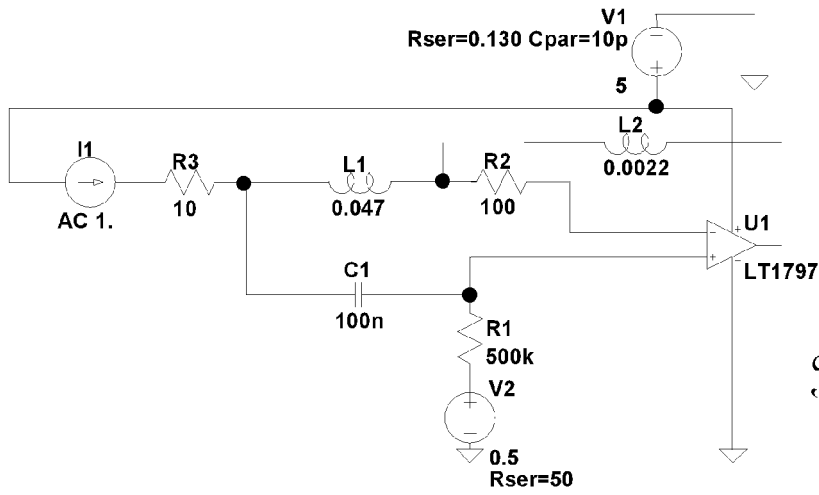 V1
Rser=0.130 Cpar=10p
5
L2
0.0022
I1
R3
L1
R2
AC 1.
10
0.047
100
U1
LT1797
C1
100n
R1
500k
V2
0.5
Rser=50